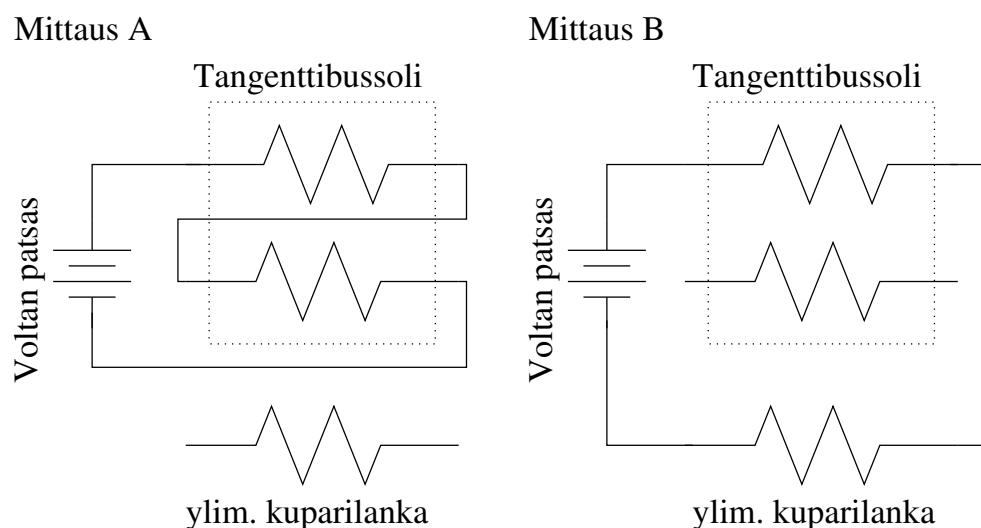 Mittaus A
Tangenttibussoli
Voltan patsas
ylim. kuparilanka
Mittaus B
Tangenttibussoli
Voltan patsas
ylim. kuparilanka